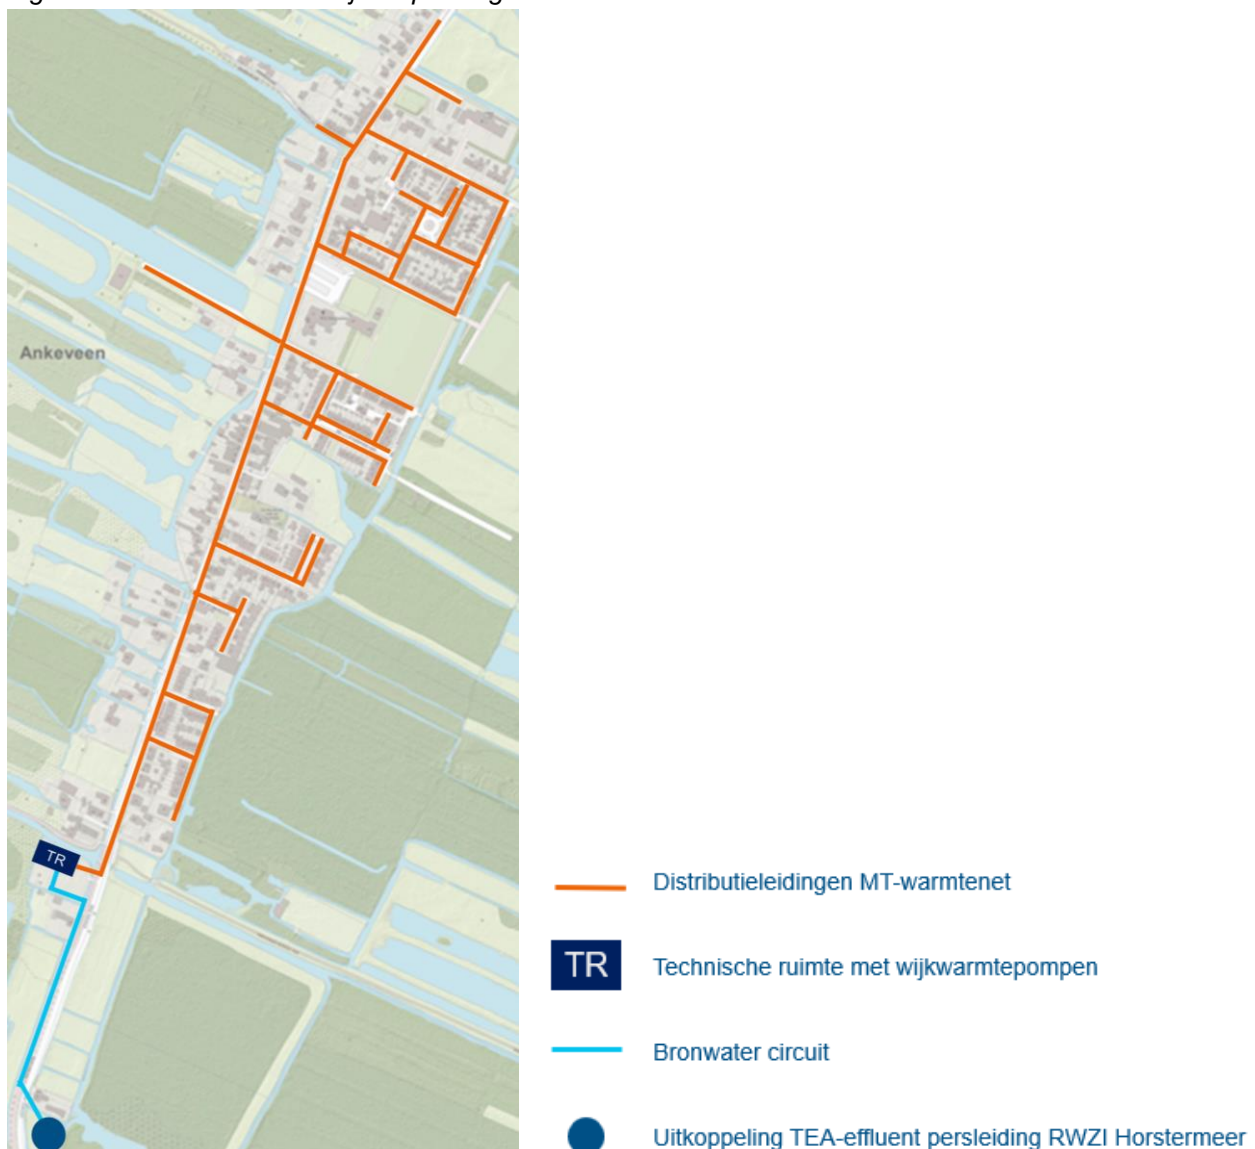 Ankeveen
TR
Distributieleidingen MT-warmtenet
TR
Technische ruimte met wijkwarmtepompen
Bronwater circuit
Uitkoppeling TEA-effluent persleiding RWZI Horstermeer